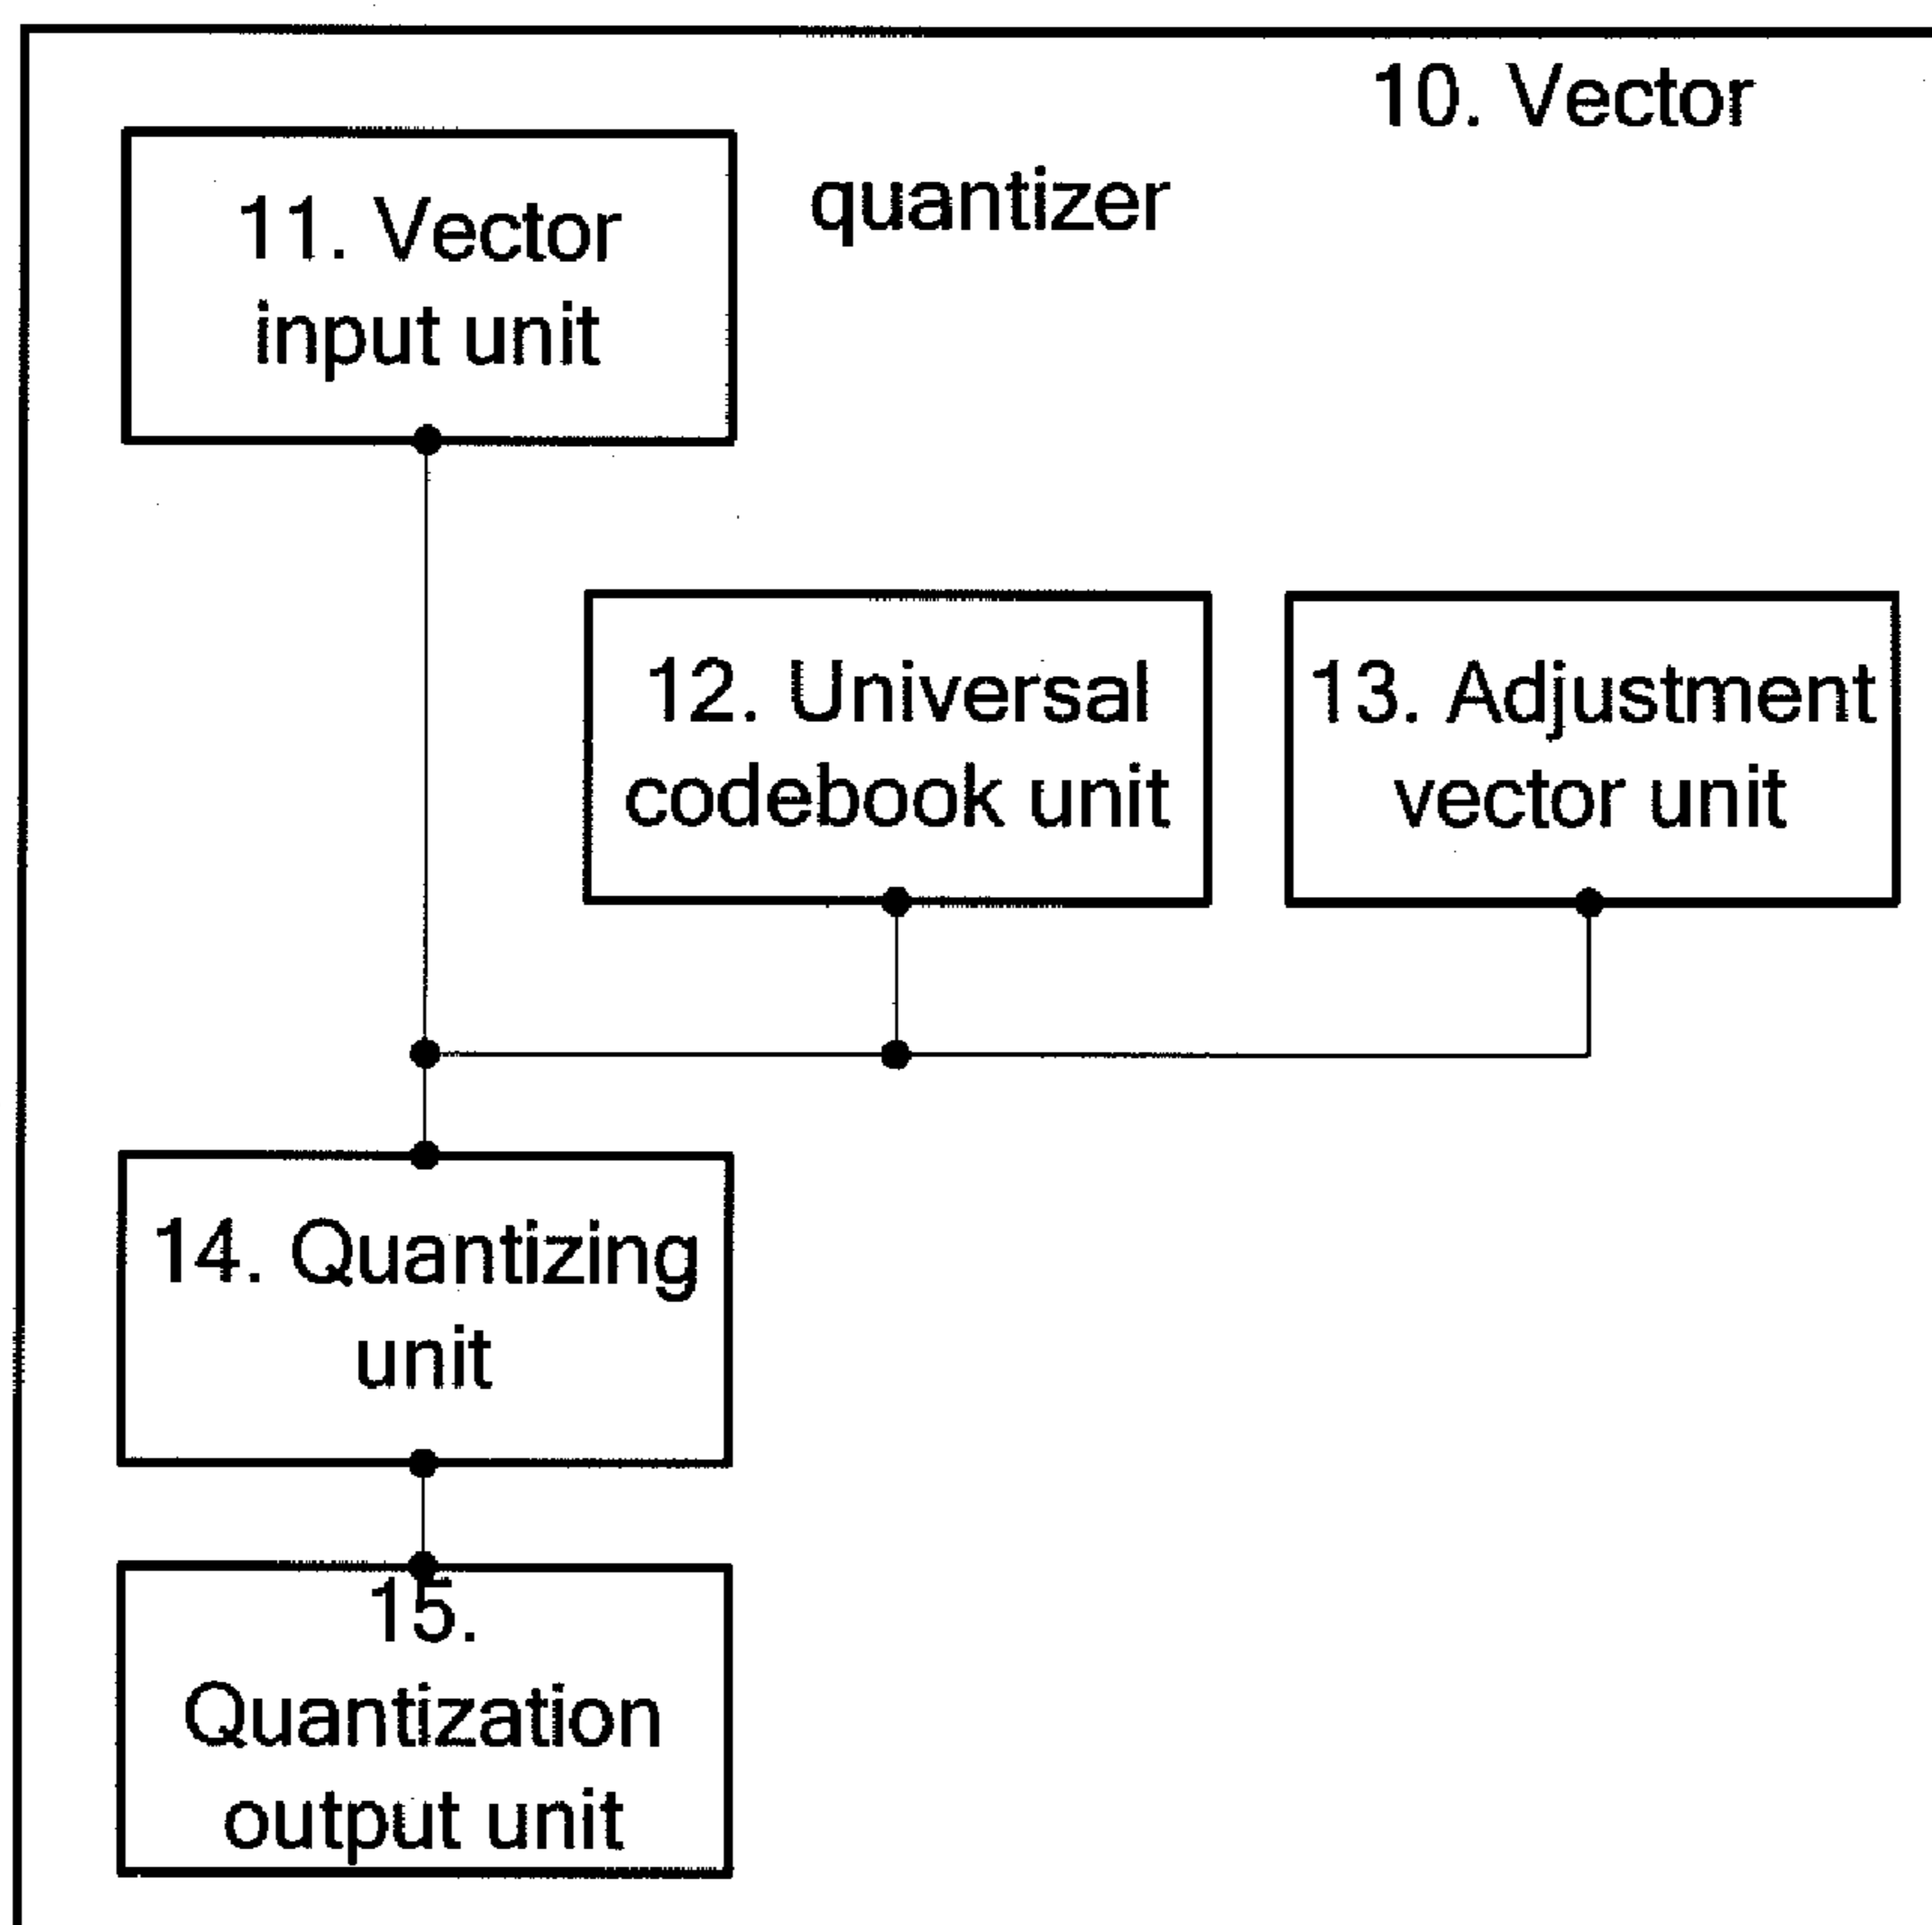 10. Vector
quantizer
11. Vector
input unit
12. Universal
codebook unit
13. Adjustment
vector unit
14. Quantizing
unit
15.
Quantization
output unit